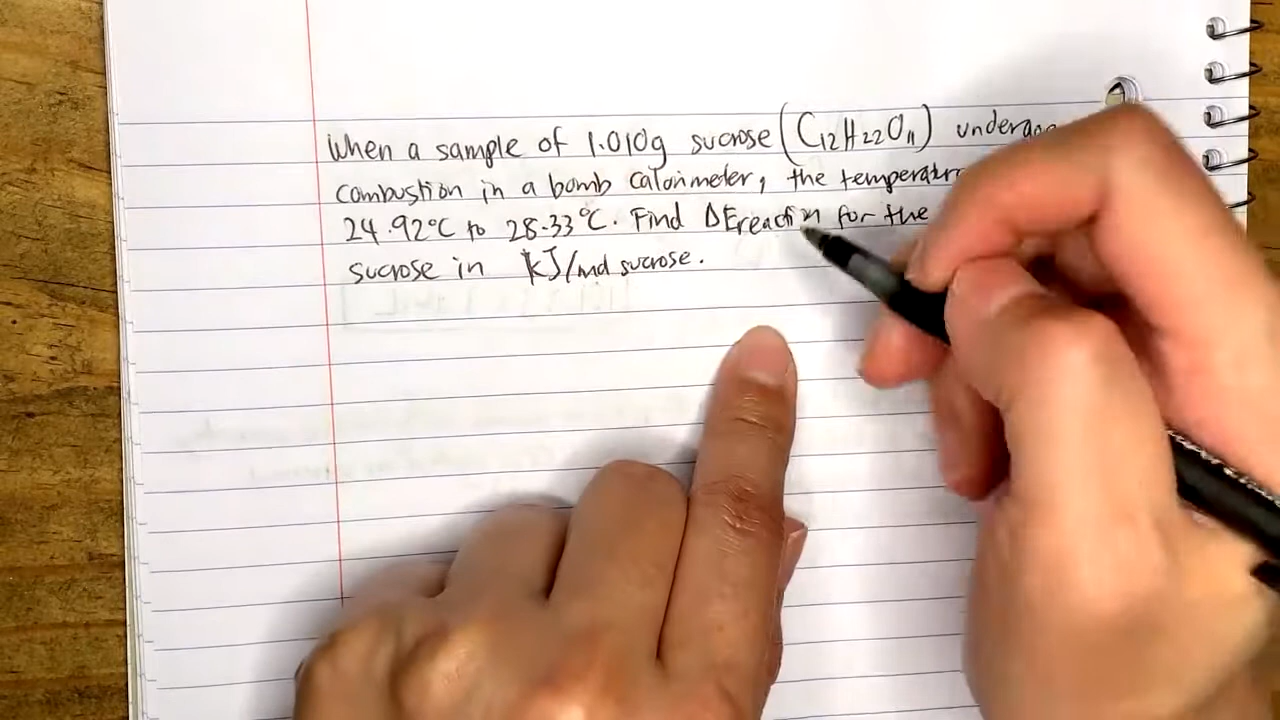 When a sample of 1.010g sucrose (C12H22O11)
combustion in a bomb calorimeter, the
24.92°C to 28.33°C. Find ΔEreaction for the
sucrose in kJ/mol sucrose.